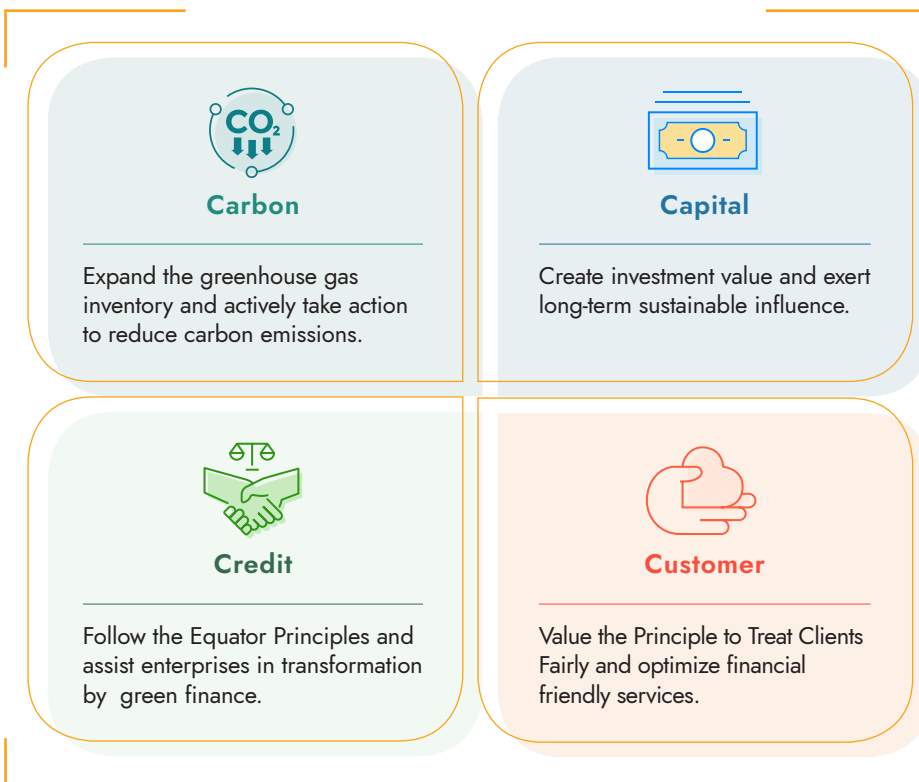 CO₂
Carbon
Expand the greenhouse gas
inventory and actively take action
to reduce carbon emissions.
Capital
Create investment value and exert
long-term sustainable influence.
Credit
Follow the Equator Principles and
assist enterprises in transformation
by  green finance.
Customer
Value the Principle to Treat Clients
Fairly and optimize financial
friendly services.